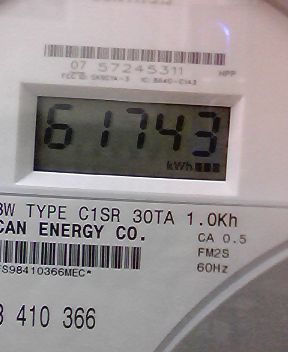 07 57245311 HPP
61743
kWh
3W TYPE C1SR 30TA 1.0Kh
CAN ENERGY CO. CA 0.5
FM2S
FS98410366MEC* 60Hz
3 410 366